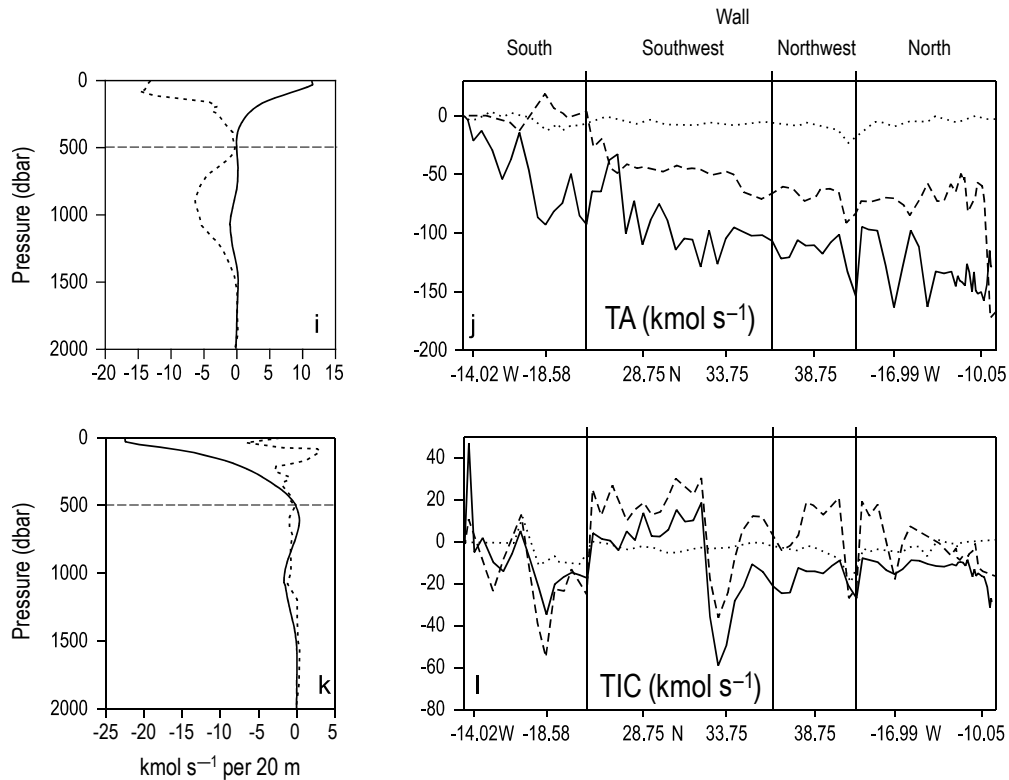 Wall
South Southwest Northwest North
0
500
1000
1500
2000
Pressure (dbar)
i
-20 -15 -10 -5 0 5 10 15
0
-50
-100
-150
-200
j
TA (kmol s–1)
-14.02 W -18.58 28.75 N 33.75 38.75 -16.99 W -10.05
0
500
1000
1500
2000
Pressure (dbar)
k
-25 -20 -15 -10 -5 0 5
kmol s–1 per 20 m
40
20
0
-20
-40
-60
-80
l
TIC (kmol s–1)
-14.02W -18.58 28.75 N 33.75 38.75 -16.99 W -10.05